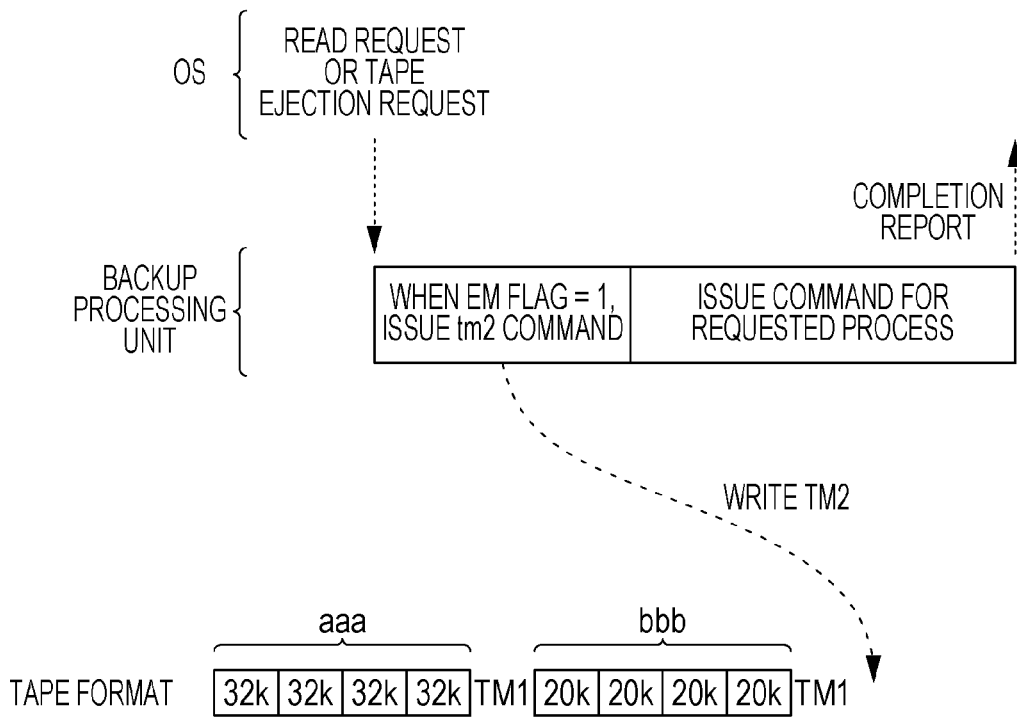 OS
READ REQUEST
OR TAPE
EJECTION REQUEST
COMPLETION
REPORT
BACKUP
PROCESSING
UNIT
WHEN EM FLAG = 1,
ISSUE tm2 COMMAND
ISSUE COMMAND FOR
REQUESTED PROCESS
WRITE TM2
aaa
bbb
TAPE FORMAT 32k 32k 32k 32k TM1 20k 20k 20k 20k TM1